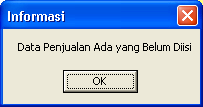 Informasi
Data Penjualan Ada yang Belum Diisi
OK